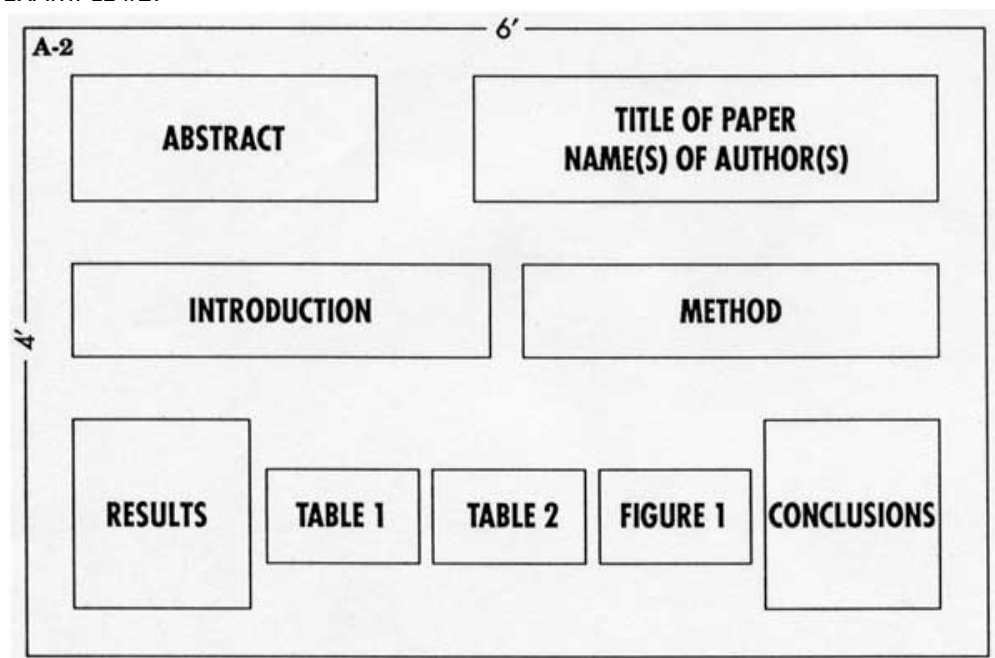 6'
A-2
ABSTRACT
TITLE OF PAPER
NAME(S) OF AUTHOR(S)
INTRODUCTION
METHOD
4'
RESULTS
TABLE 1
TABLE 2
FIGURE 1
CONCLUSIONS